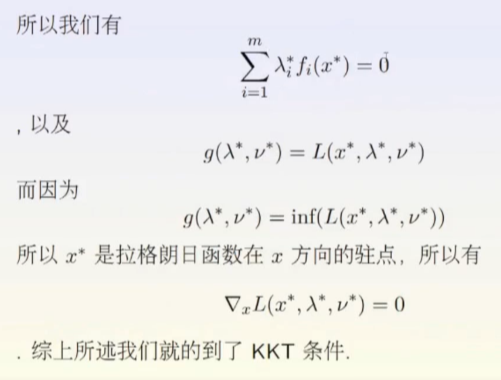 所以我们有
$$\sum_{i=1}^{m} \lambda_i^* f_i(x^*) = 0$$
, 以及
$$g(\lambda^*, \nu^*) = L(x^*, \lambda^*, \nu^*)$$
而因为
$$g(\lambda^*, \nu^*) = \inf(L(x^*, \lambda^*, \nu^*))$$
所以 $x^*$ 是拉格朗日函数在 $x$ 方向的驻点，所以有
$$\nabla_x L(x^*, \lambda^*, \nu^*) = 0$$
. 综上所述我们就的到了 KKT 条件.